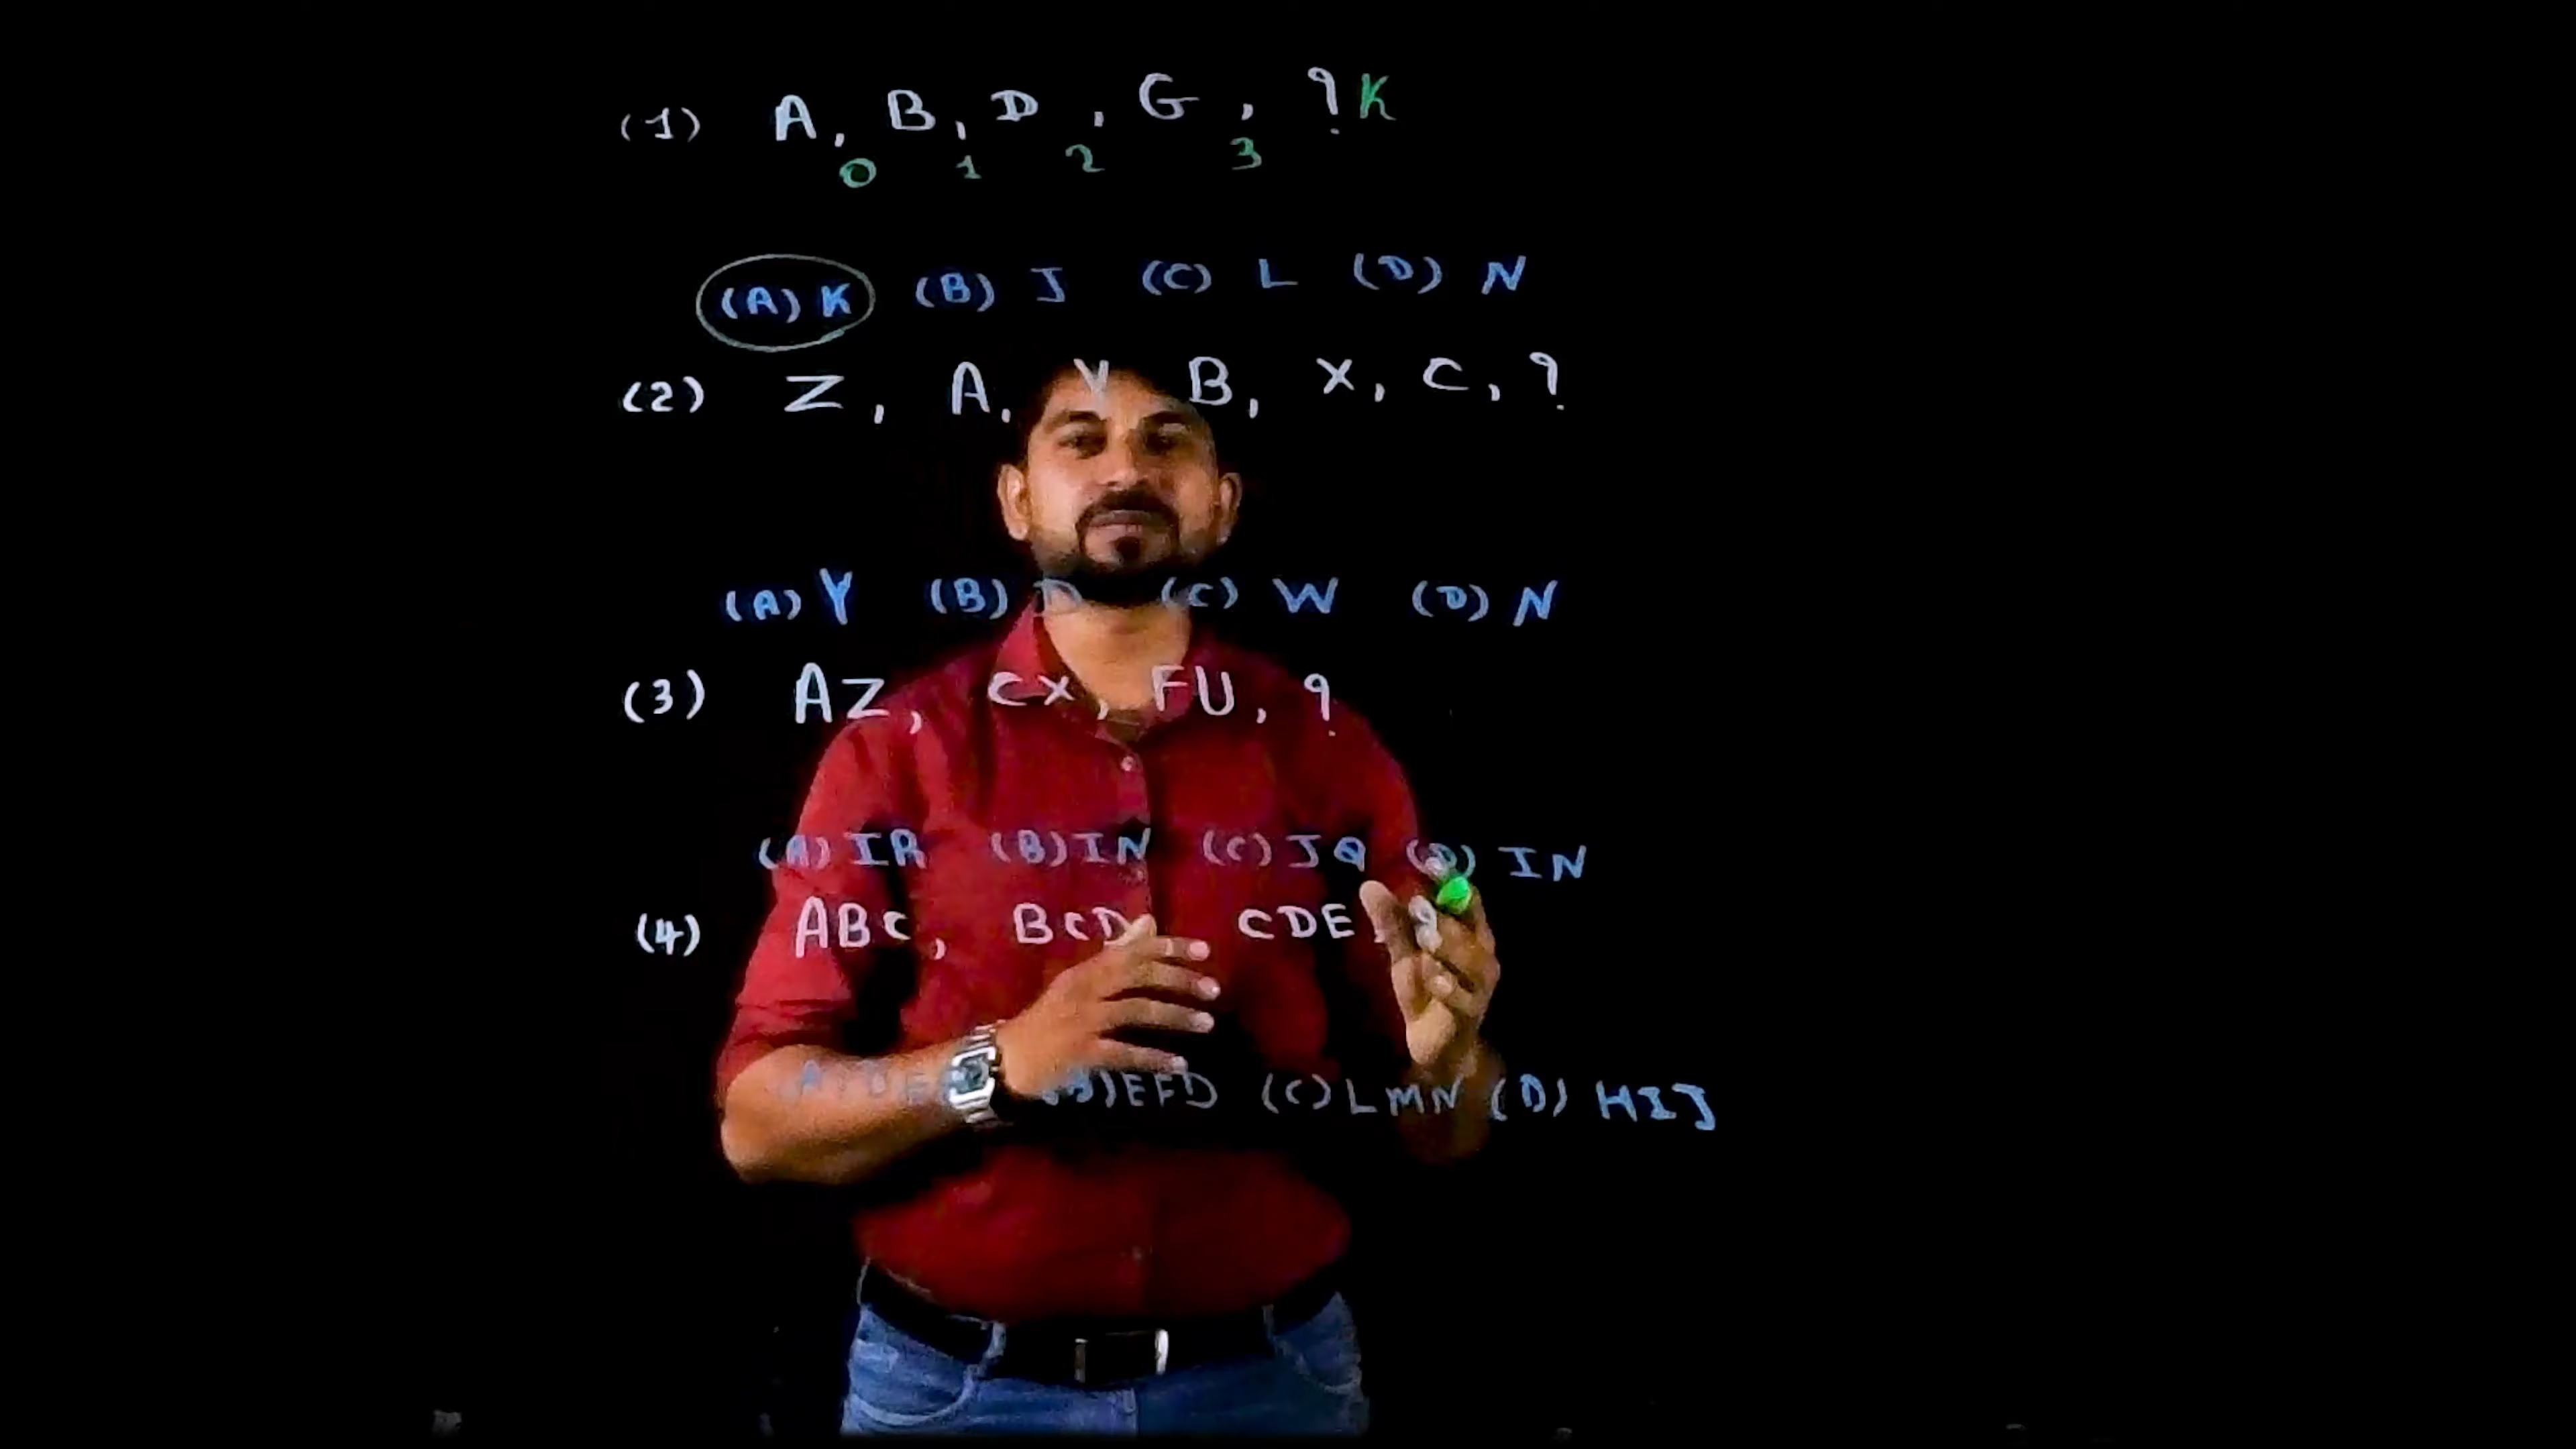 (1) A, B, D, G, ? K
0 1 2 3
(A) K (B) J (C) L (D) N
(2) Z, A, Y B, X, C, ?
(A) Y (B) D (C) W (D) N
(3) AZ, CX, FU, ?
(A) IR (B) IN (C) JQ (D) IN
(4) ABC, BCD CDE, ?
(B) EFD (C) LMN (D) HIJ